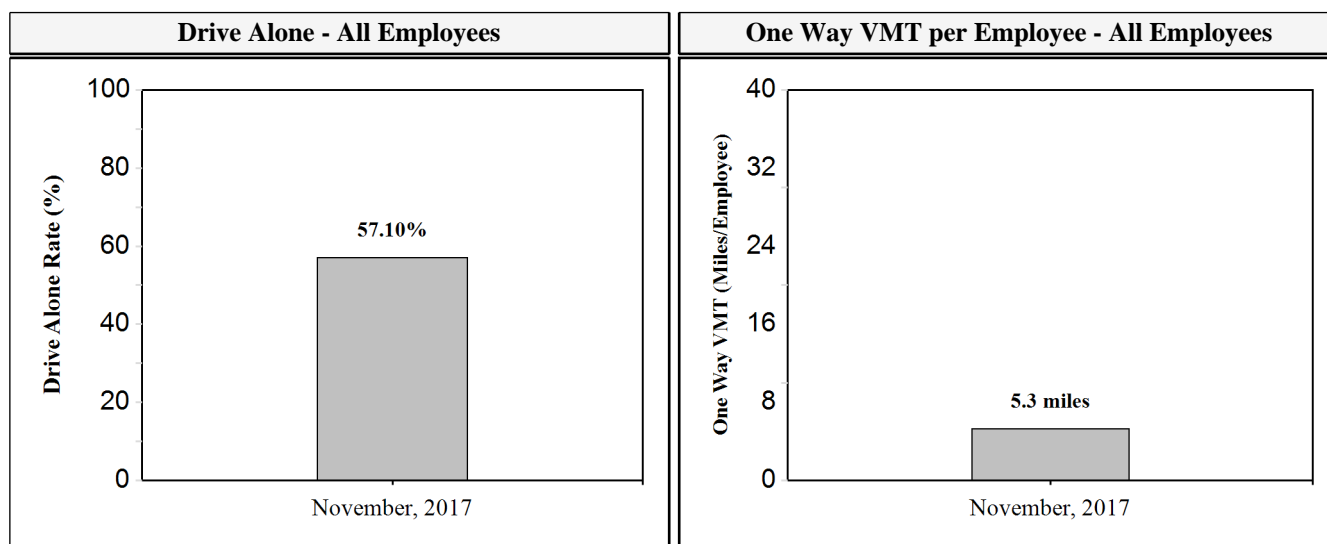 Drive Alone - All Employees
One Way VMT per Employee - All Employees
Drive Alone Rate (%)
100
80
60
40
20
0
57.10%
November, 2017
One Way VMT (Miles/Employee)
40
32
24
16
8
0
5.3 miles
November, 2017